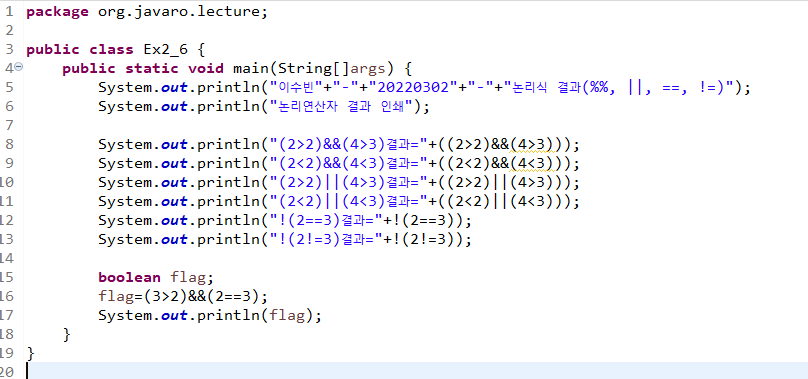 1 package org.javaro.lecture;
2
3 public class Ex2_6 {
4 public static void main(String[]args) {
5 System.out.println("이수빈"+"-"+"20220302"+"-"+"논리식 결과(%%, ||, ==, !=)");
6 System.out.println("논리연산자 결과 인쇄");
7
8 System.out.println("(2>2)&&(4>3)결과="+((2>2)&&(4>3)));
9 System.out.println("(2<2)&&(4<3)결과="+((2<2)&&(4<3)));
10 System.out.println("(2>2)||(4>3)결과="+((2>2)||(4>3)));
11 System.out.println("(2<2)||(4<3)결과="+((2<2)||(4<3)));
12 System.out.println("!(2==3)결과="+!(2==3));
13 System.out.println("!(2!=3)결과="+!(2!=3));
14
15 boolean flag;
16 flag=(3>2)&&(2==3);
17 System.out.println(flag);
18 }
19 }
20